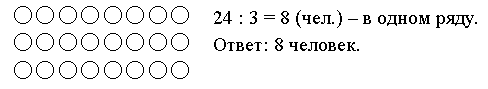 24 : 3 = 8 (чел.) – в одном ряду.
Ответ: 8 человек.